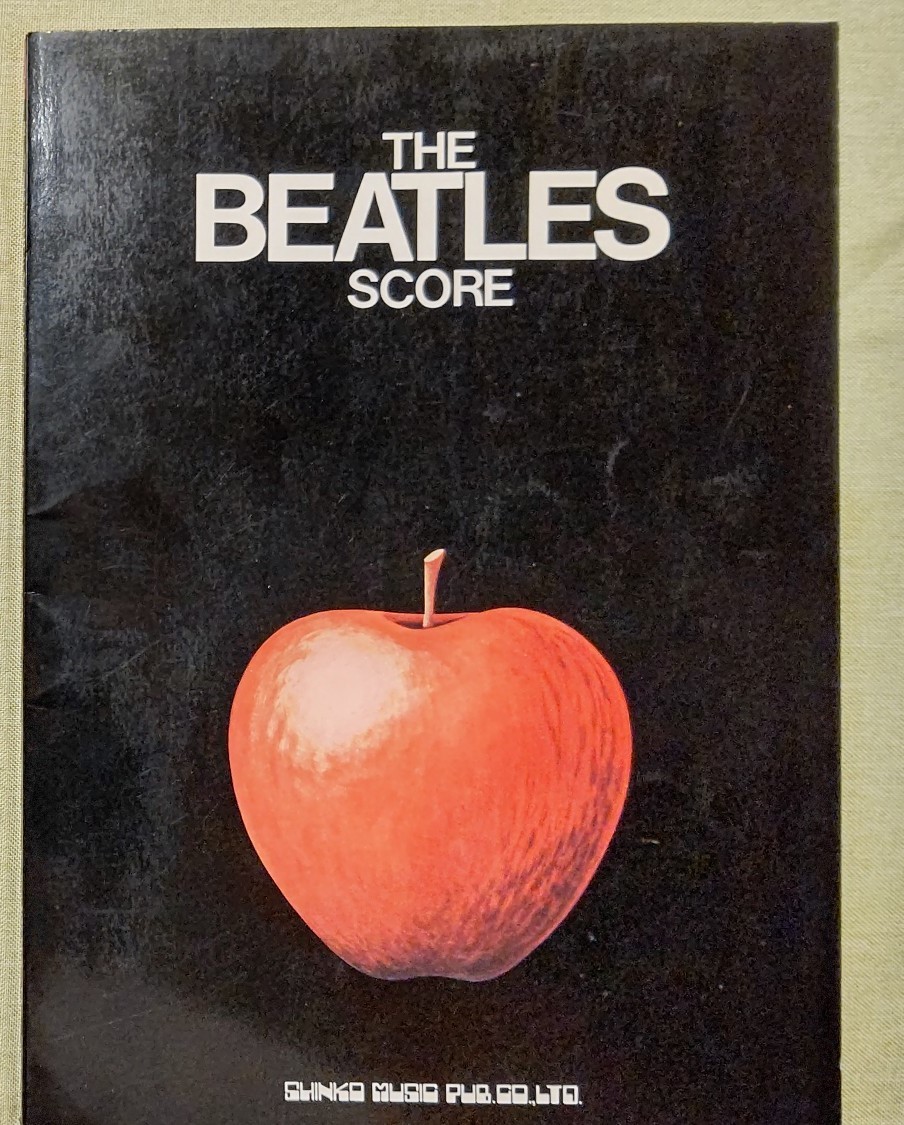 THE
BEATLES
SCORE
SHINKO MUSIC PUB.CO.,LTD.